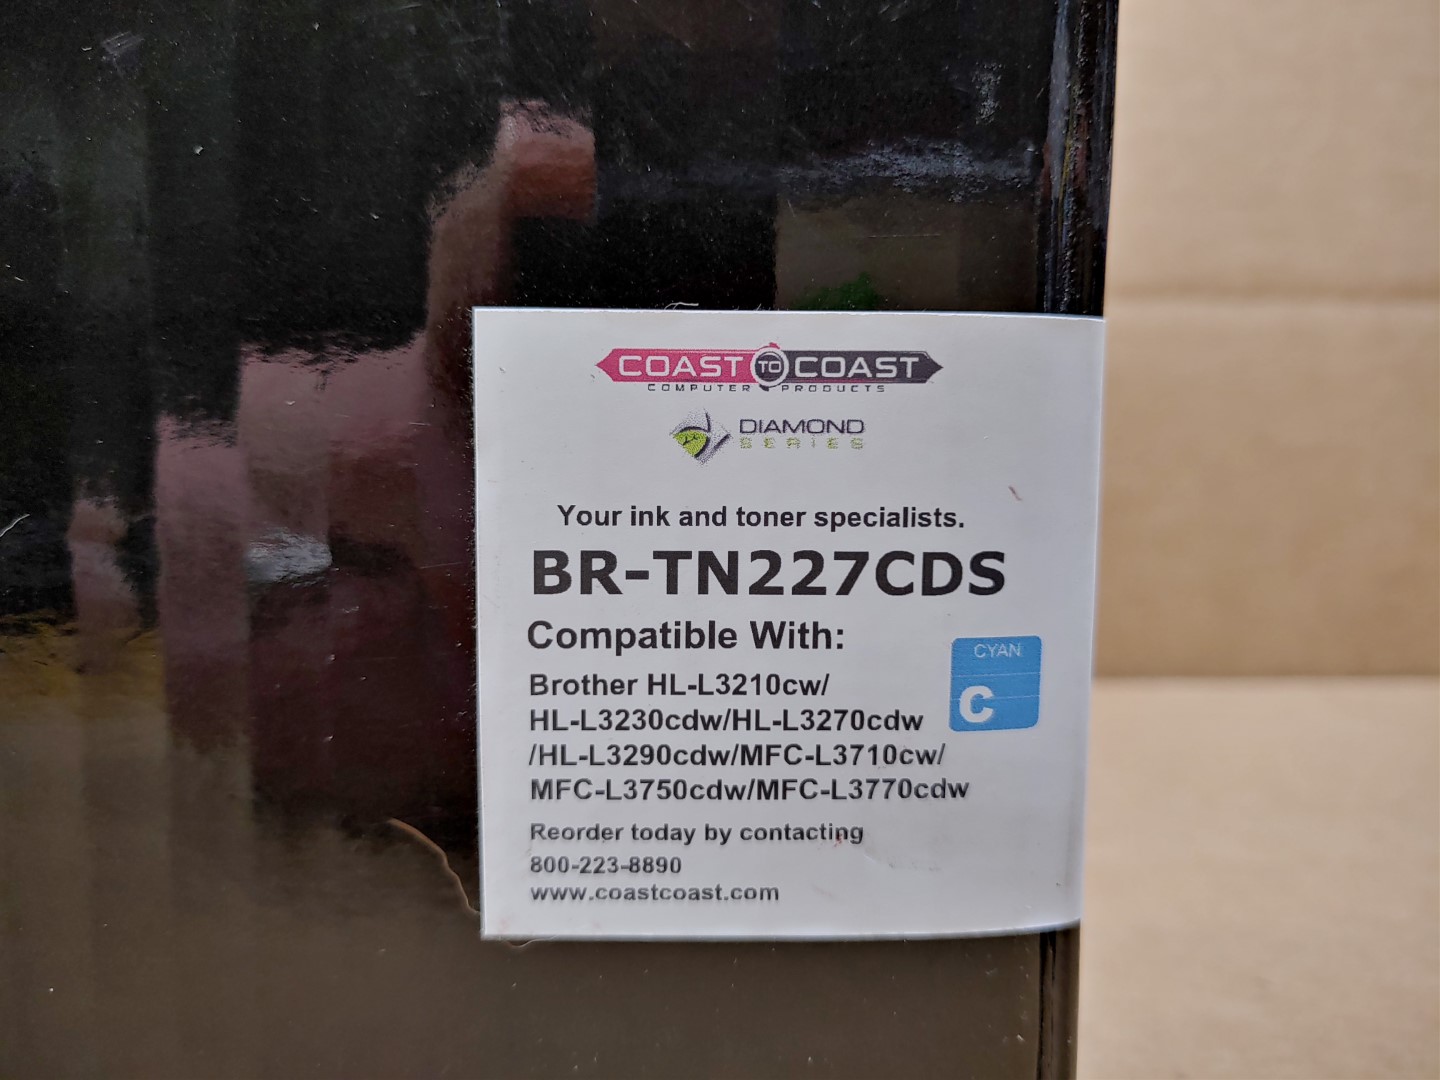 COAST TO COAST
COMPUTER PRODUCTS
DIAMOND
SERIES
Your ink and toner specialists.
BR-TN227CDS
Compatible With:
CYAN
C
Brother HL-L3210cw/
HL-L3230cdw/HL-L3270cdw
/HL-L3290cdw/MFC-L3710cw/
MFC-L3750cdw/MFC-L3770cdw
Reorder today by contacting
800-223-8890
www.coastcoast.com